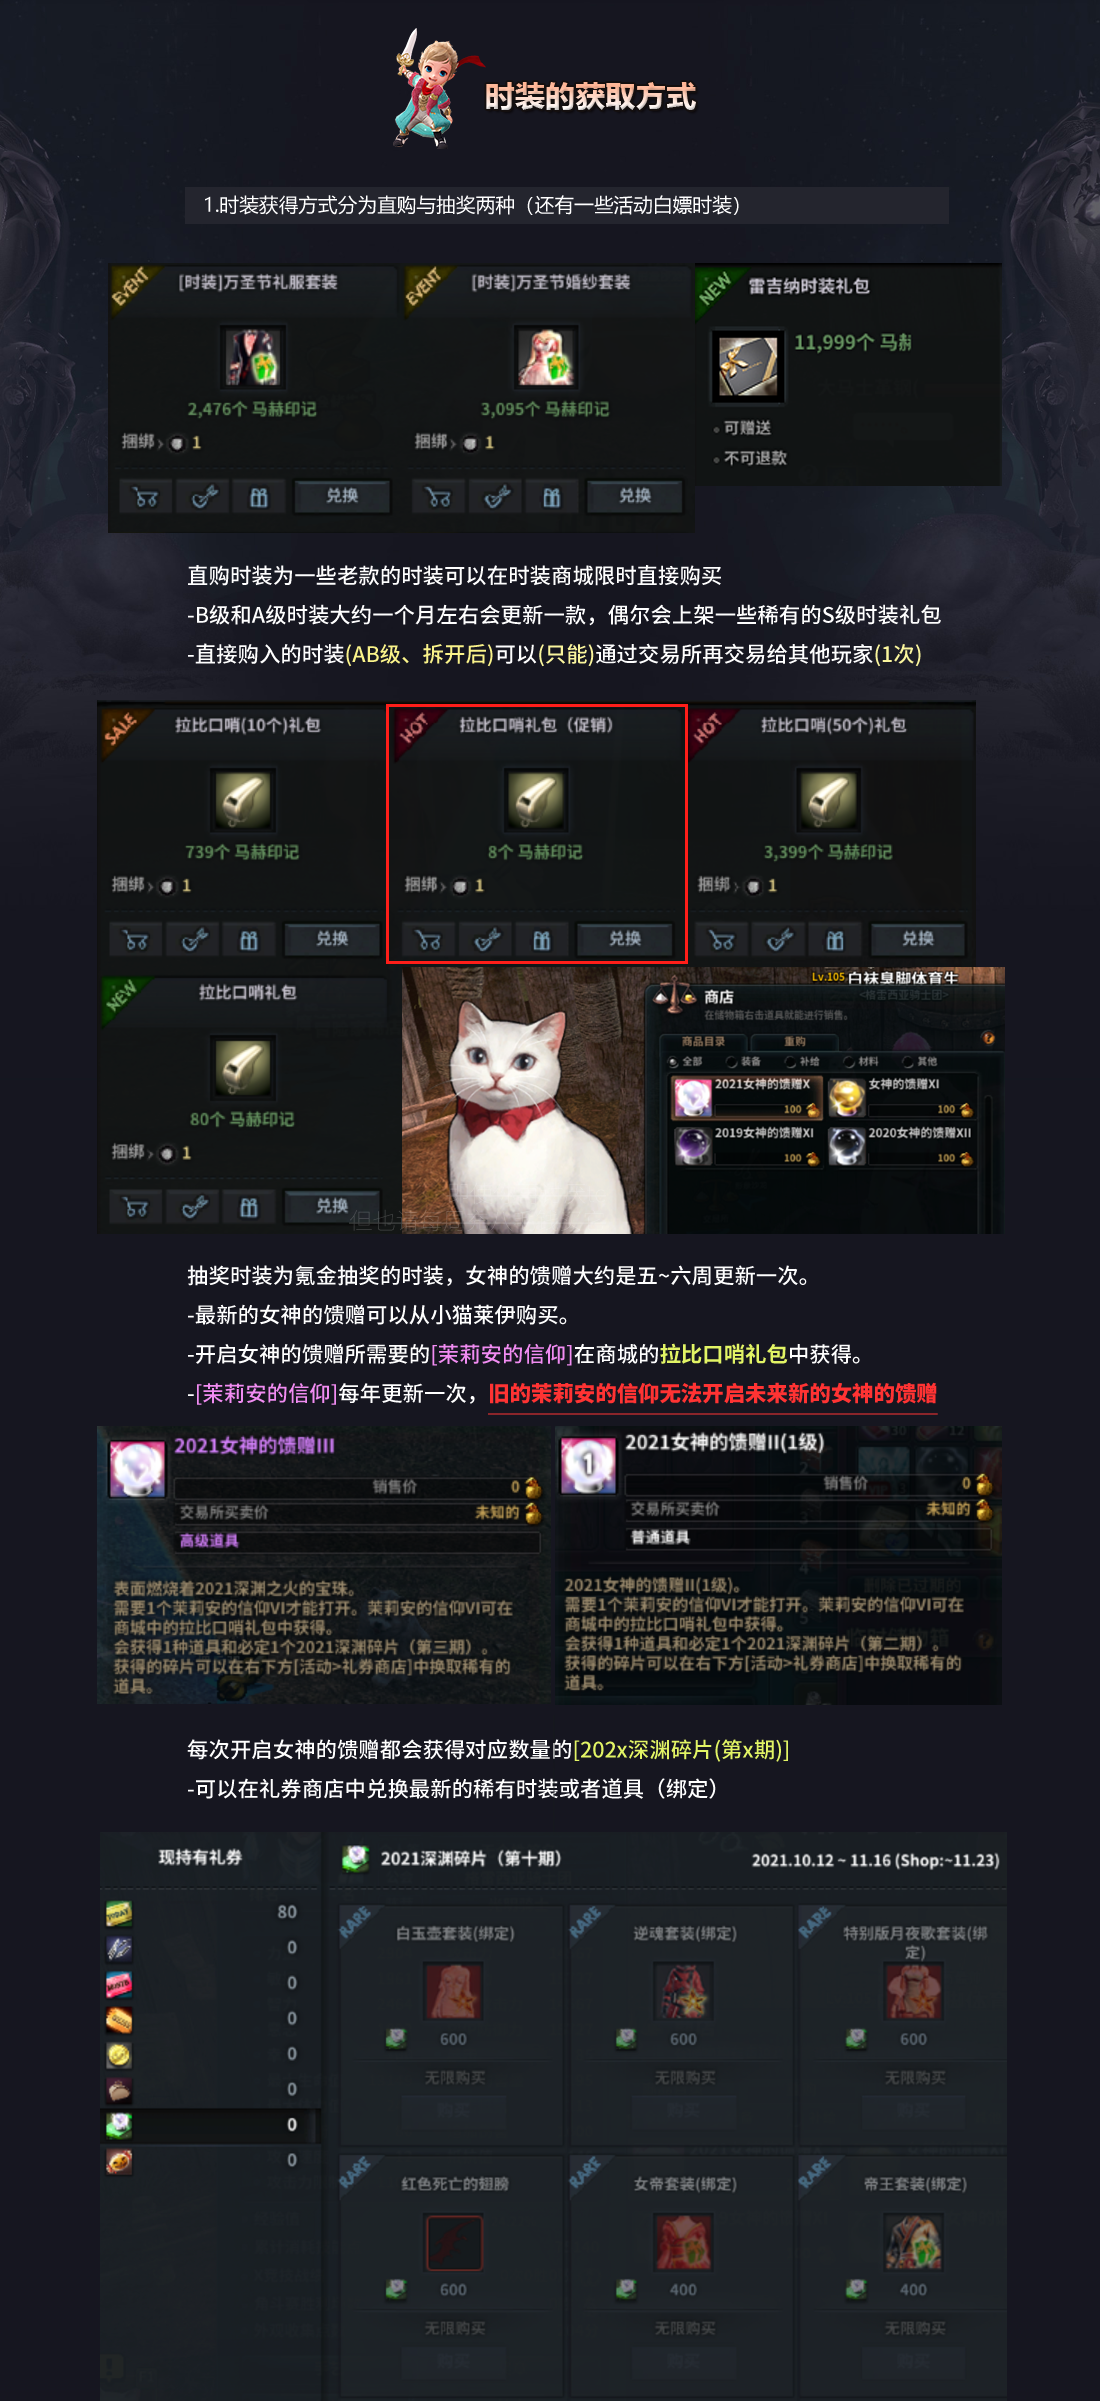 时装的获取方式
1.时装获得方式分为直购与抽奖两种（还有一些活动白嫖时装）
EVENT
[时装]万圣节礼服套装
2,476个 马赫印记
捆绑 1
兑换
EVENT
[时装]万圣节婚纱套装
3,095个 马赫印记
捆绑 1
兑换
NEW
雷吉纳时装礼包
11,999个 马赫
可赠送
不可退款
直购时装为一些老款的时装可以在时装商城限时直接购买
-B级和A级时装大约一个月左右会更新一款，偶尔会上架一些稀有的S级时装礼包
-直接购入的时装(AB级、拆开后)可以(只能)通过交易所再交易给其他玩家(1次)
SALE
拉比口哨(10个)礼包
739个 马赫印记
捆绑 1
兑换
HOT
拉比口哨礼包（促销）
8个 马赫印记
捆绑 1
兑换
HOT
拉比口哨(50个)礼包
3,399个 马赫印记
捆绑 1
兑换
NEW
拉比口哨礼包
80个 马赫印记
捆绑 1
兑换
Lv.105 白袜臭脚体育生
<格雷西亚骑士团>
商店
在储物箱右击道具就能进行销售。
商品目录 重购
全部 装备 补给 材料 其他
2021女神的馈赠X
100
女神的馈赠XI
100
2019女神的馈赠XI
100
2020女神的馈赠XII
100
抽奖时装为氪金抽奖的时装，女神的馈赠大约是五~六周更新一次。
-最新的女神的馈赠可以从小猫莱伊购买。
-开启女神的馈赠所需要的[茉莉安的信仰]在商城的拉比口哨礼包中获得。
-[茉莉安的信仰]每年更新一次，旧的茉莉安的信仰无法开启未来新的女神的馈赠
2021女神的馈赠III
销售价 0
交易所买卖价 未知的
高级道具
表面燃烧着2021深渊之火的宝珠。
需要1个茉莉安的信仰VI才能打开。茉莉安的信仰VI可在
商城中的拉比口哨礼包中获得。
会获得1种道具和必定1个2021深渊碎片（第三期）。
获得的碎片可以在右下方[活动>礼券商店]中换取稀有的
道具。
1
2021女神的馈赠II(1级)
销售价 0
交易所买卖价 未知的
普通道具
2021女神的馈赠II(1级)。
需要1个茉莉安的信仰VI才能打开。茉莉安的信仰VI可在
商城中的拉比口哨礼包中获得。
会获得1种道具和必定1个2021深渊碎片（第二期）。
获得的碎片可以在右下方[活动>礼券商店]中换取稀有的
道具。
每次开启女神的馈赠都会获得对应数量的[202x深渊碎片(第x期)]
-可以在礼券商店中兑换最新的稀有时装或者道具（绑定）
现持有礼券
80
0
0
0
0
0
0
0
2021深渊碎片（第十期）
2021.10.12 ~ 11.16 (Shop:~11.23)
RARE
白玉壶套装(绑定)
600
无限购买
购买
RARE
逆魂套装(绑定)
600
无限购买
购买
RARE
特别版月夜歌套装(绑
定)
600
无限购买
购买
RARE
红色死亡的翅膀
600
无限购买
购买
RARE
女帝套装(绑定)
400
无限购买
购买
RARE
帝王套装(绑定)
400
无限购买
购买